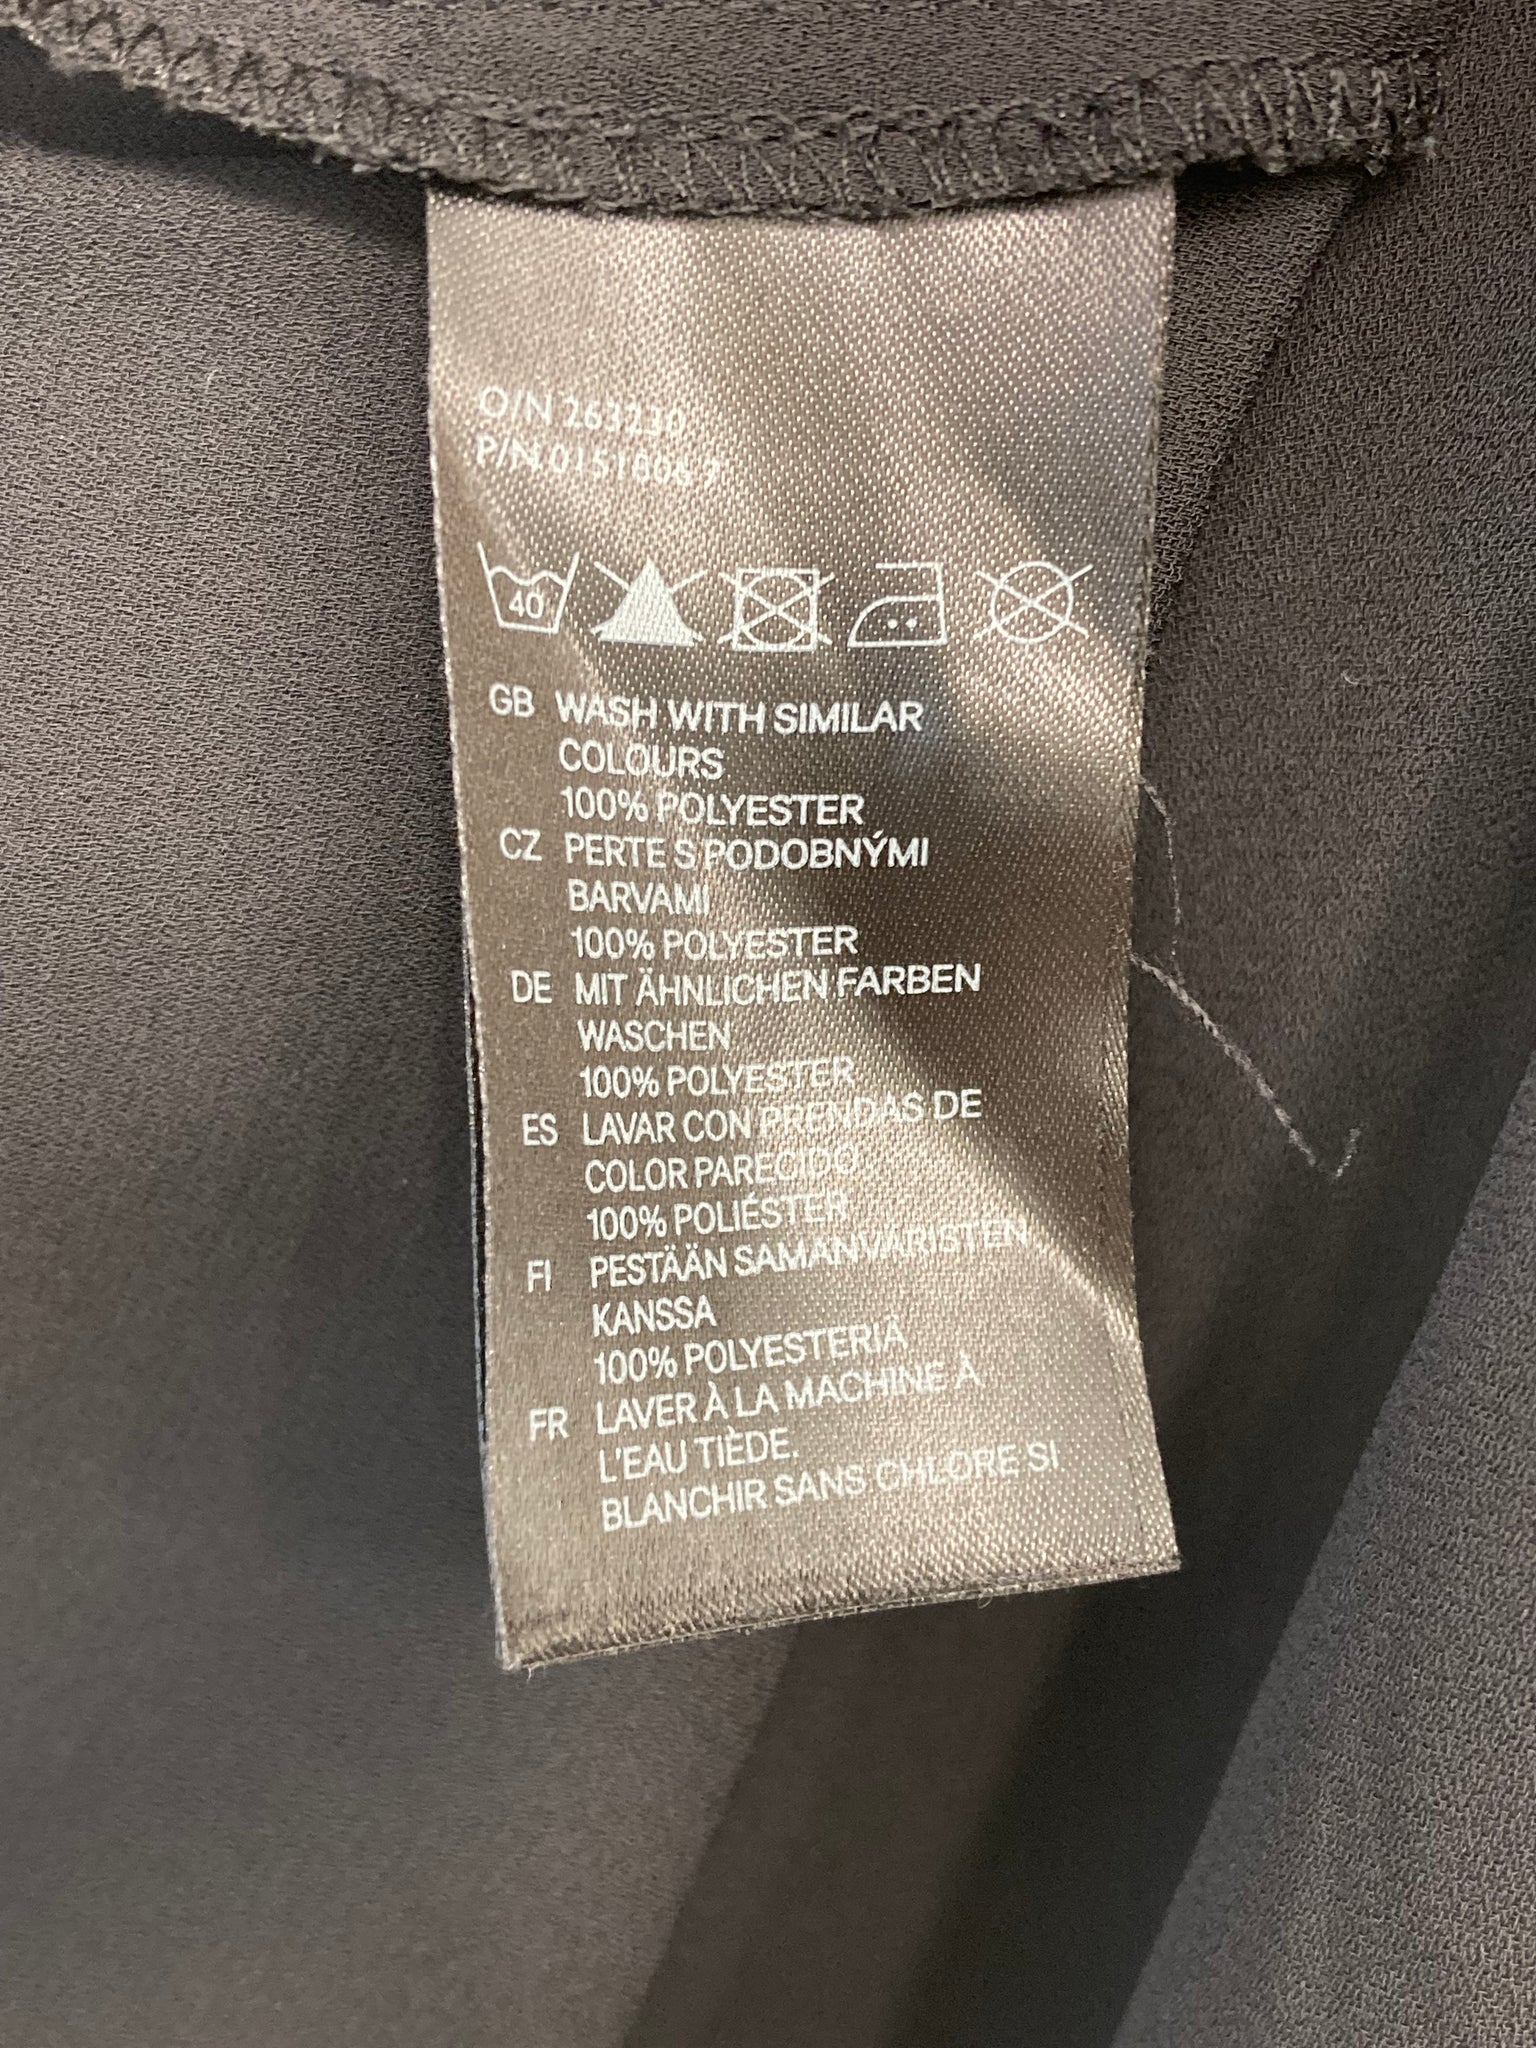 O/N 263230
P/N
40
GB WASH WITH SIMILAR
COLOURS
100% POLYESTER
CZ PERTE S PODOBNÝMI
BARVAMI
100% POLYESTER
DE MIT ÄHNLICHEN FARBEN
WASCHEN
100% POLYESTER
ES LAVAR CON PRENDAS DE
COLOR PARECIDO
100% POLIÉSTER
FI PESTÄÄN SAMANVÄRISTEN
KANSSA
100% POLYESTERIÄ
FR LAVER À LA MACHINE À
L'EAU TIÈDE.
BLANCHIR SANS CHLORE SI